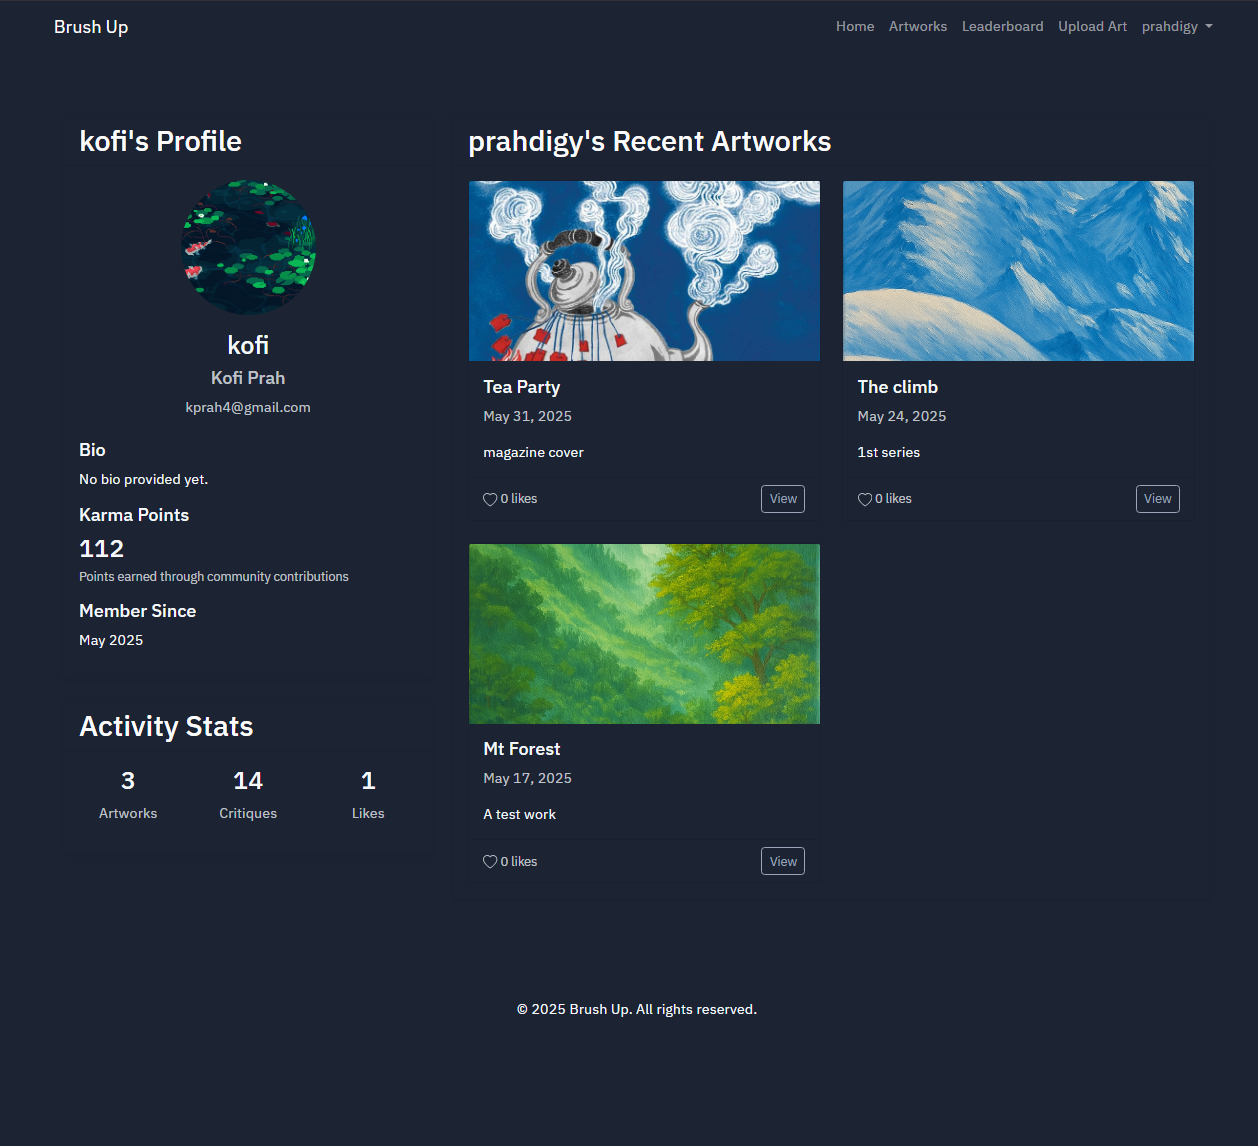 Brush Up
Home Artworks Leaderboard Upload Art prahdigy
kofi's Profile
kofi
Kofi Prah
kprah4@gmail.com
Bio
No bio provided yet.
Karma Points
112
Points earned through community contributions
Member Since
May 2025
Activity Stats
3 14 1
Artworks Critiques Likes
prahdigy's Recent Artworks
Tea Party
May 31, 2025
magazine cover
0 likes View
The climb
May 24, 2025
1st series
0 likes View
Mt Forest
May 17, 2025
A test work
0 likes View
© 2025 Brush Up. All rights reserved.